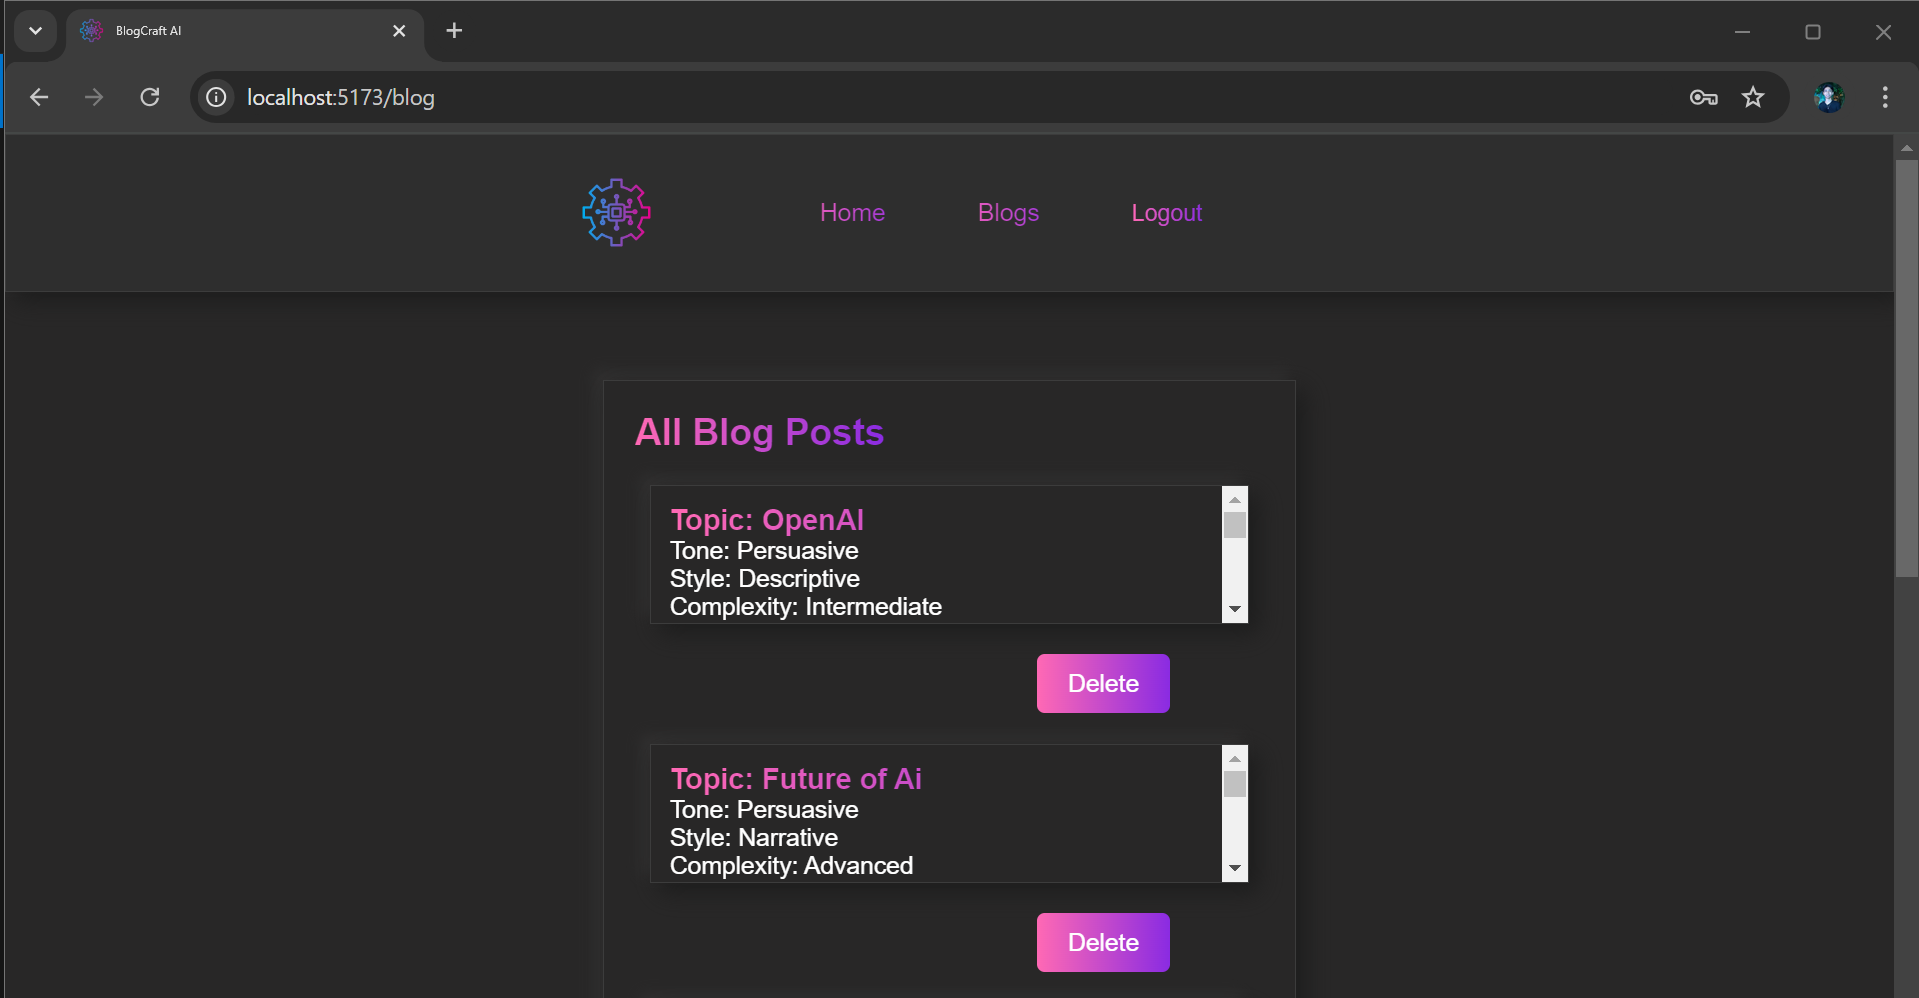 BlogCraft AI
localhost:5173/blog
Home Blogs Logout
All Blog Posts
Topic: OpenAI
Tone: Persuasive
Style: Descriptive
Complexity: Intermediate
Delete
Topic: Future of Ai
Tone: Persuasive
Style: Narrative
Complexity: Advanced
Delete